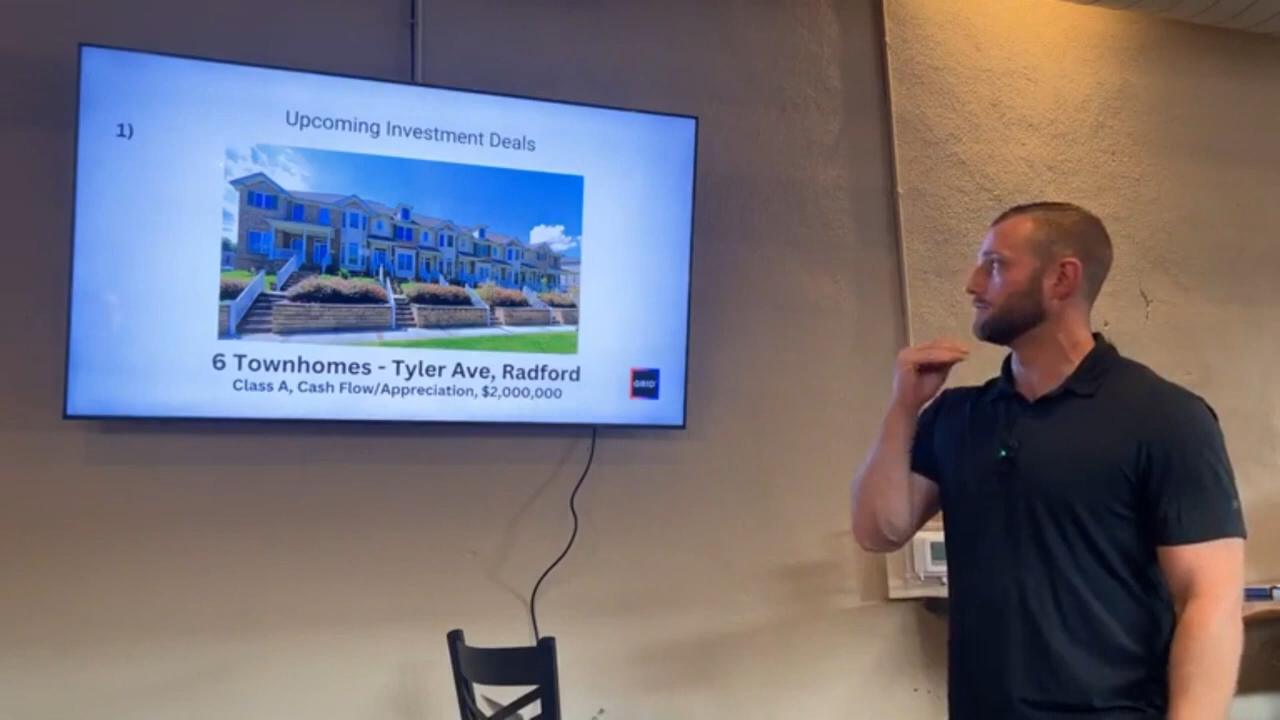 Upcoming Investment Deals
1)
6 Townhomes - Tyler Ave, Radford
Class A, Cash Flow/Appreciation, $2,000,000
GRID